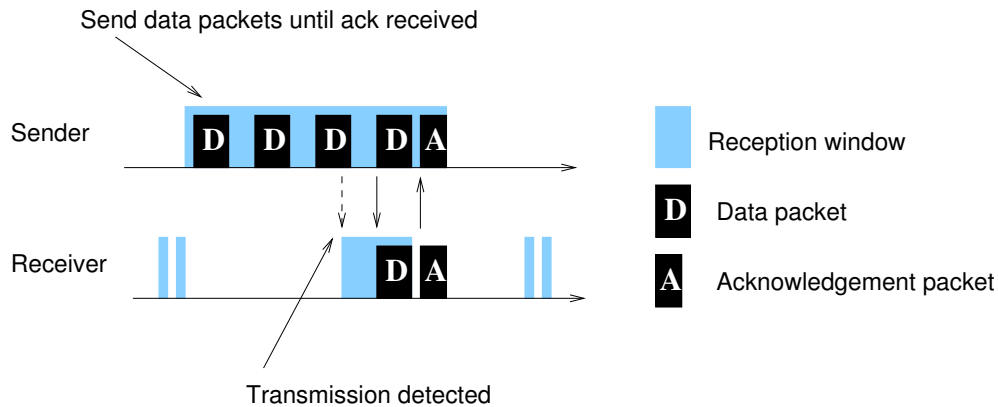 Send data packets until ack received
Sender
D D D D A
Reception window
D
Data packet
Receiver
D A
A
Acknowledgement packet
Transmission detected